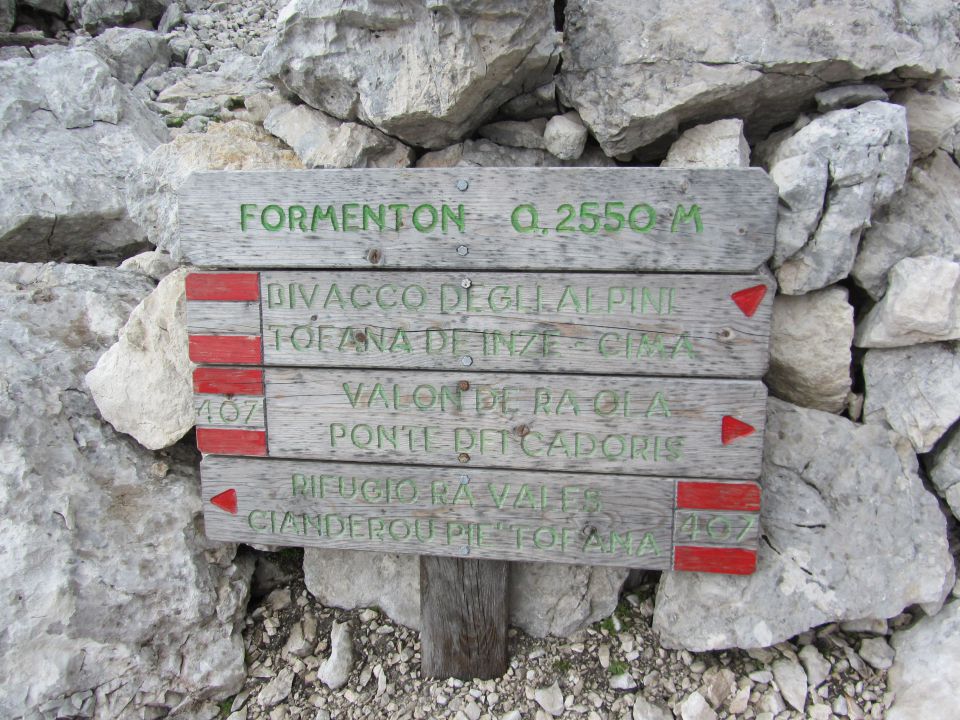 FORMENTON Q.2550 M
BIVACCO DEGLI ALPINI
TOFANA DE INZE - CIMA
VALON DE RA OLA
407
PONTE DEI CADORIS
RIFUGIO RA VALES
407
CIANDEROU PIE TOFANA